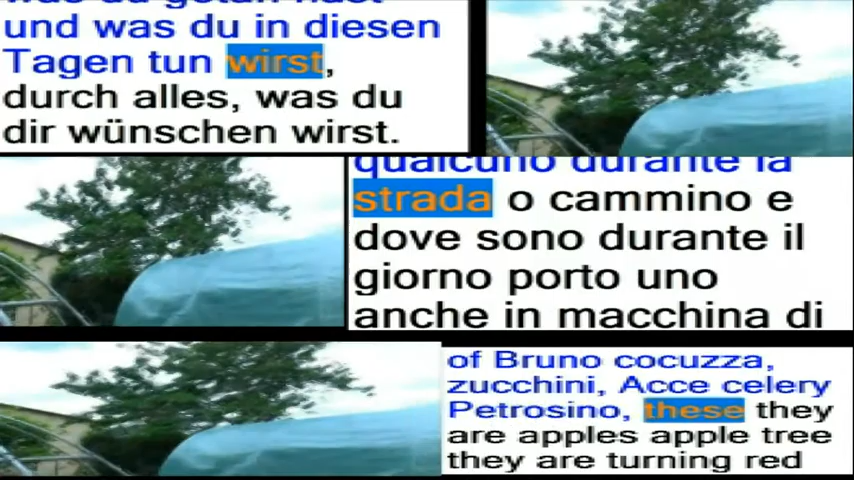 was du getan hast
und was du in diesen
Tagen tun wirst,
durch alles, was du
dir wünschen wirst.
qualcuno durante la
strada o cammino e
dove sono durante il
giorno porto uno
anche in macchina di
of Bruno cocuzza,
zucchini, Acce celery
Petrosino, these they
are apples apple tree
they are turning red